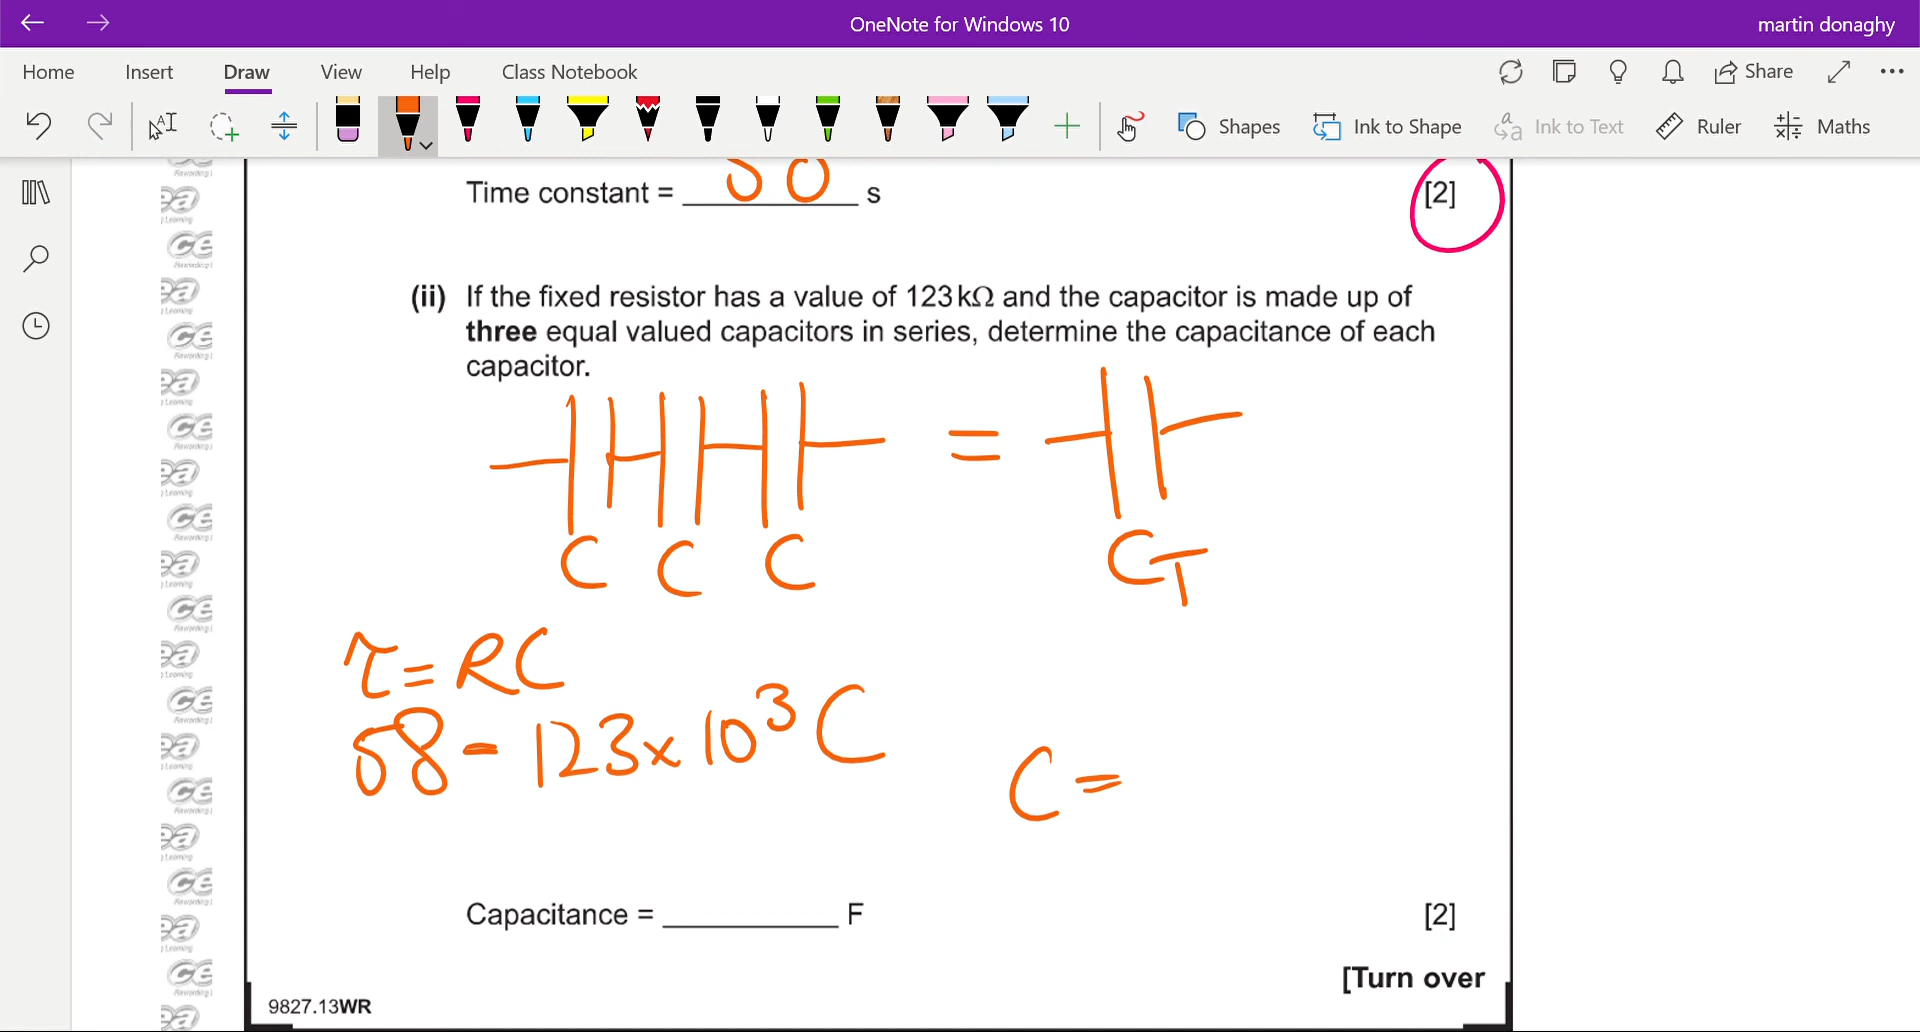 OneNote for Windows 10
martin donaghy
Home Insert Draw View Help Class Notebook
Share
Shapes Ink to Shape Ink to Text Ruler Maths
Time constant = ________ s [2]
(ii) If the fixed resistor has a value of 123 kΩ and the capacitor is made up of
three equal valued capacitors in series, determine the capacitance of each
capacitor.
=
C C C CT
τ = RC
58 = 123 x 10³ C
C =
Capacitance = ________ F [2]
[Turn over
9827.13WR